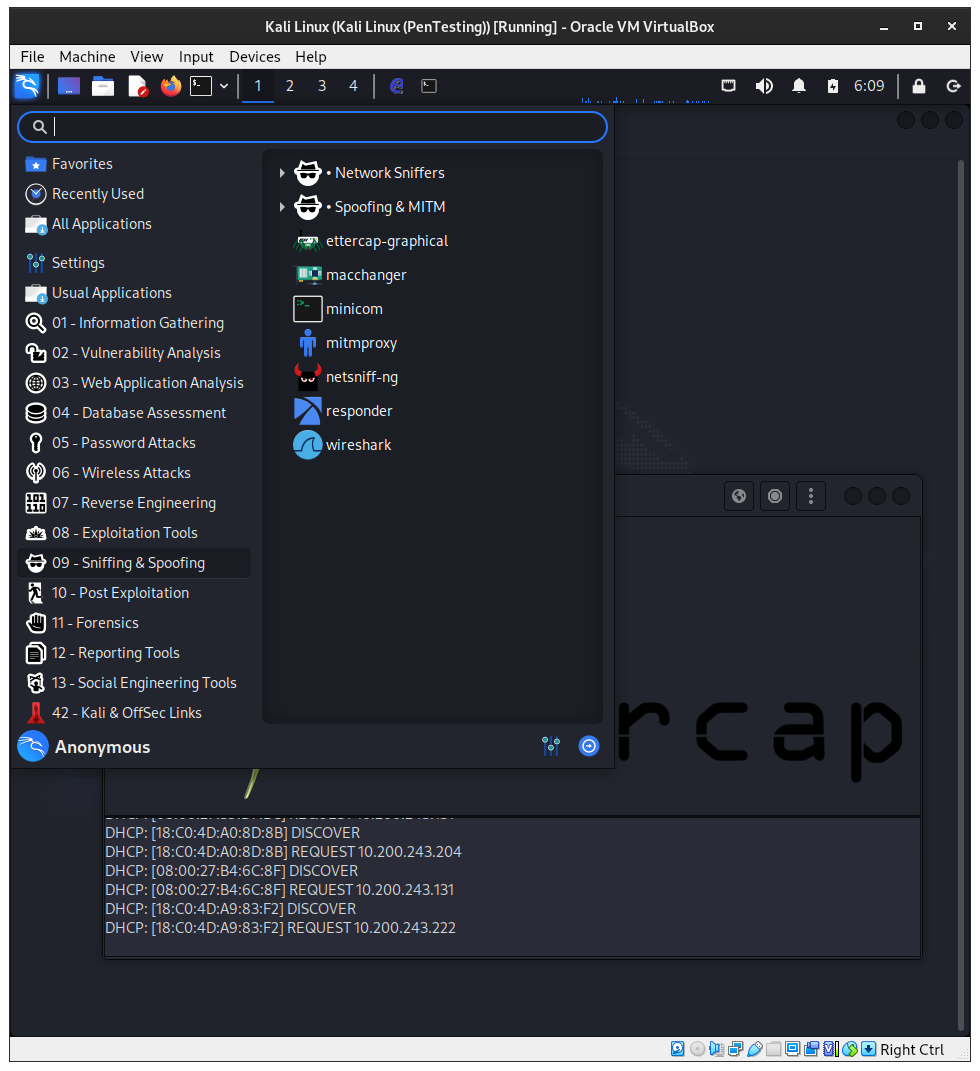 Kali Linux (Kali Linux (PenTesting)) [Running] - Oracle VM VirtualBox
File Machine View Input Devices Help
1 2 3 4 6:09
Favorites
Recently Used
All Applications
Settings
Usual Applications
01 - Information Gathering
02 - Vulnerability Analysis
03 - Web Application Analysis
04 - Database Assessment
05 - Password Attacks
06 - Wireless Attacks
07 - Reverse Engineering
08 - Exploitation Tools
09 - Sniffing & Spoofing
10 - Post Exploitation
11 - Forensics
12 - Reporting Tools
13 - Social Engineering Tools
42 - Kali & OffSec Links
• Network Sniffers
• Spoofing & MITM
ettercap-graphical
macchanger
minicom
mitmproxy
netsniff-ng
responder
wireshark
Anonymous
rcap
DHCP: [18:C0:4D:A0:8D:8B] DISCOVER
DHCP: [18:C0:4D:A0:8D:8B] REQUEST 10.200.243.204
DHCP: [08:00:27:B4:6C:8F] DISCOVER
DHCP: [08:00:27:B4:6C:8F] REQUEST 10.200.243.131
DHCP: [18:C0:4D:A9:83:F2] DISCOVER
DHCP: [18:C0:4D:A9:83:F2] REQUEST 10.200.243.222
Right Ctrl